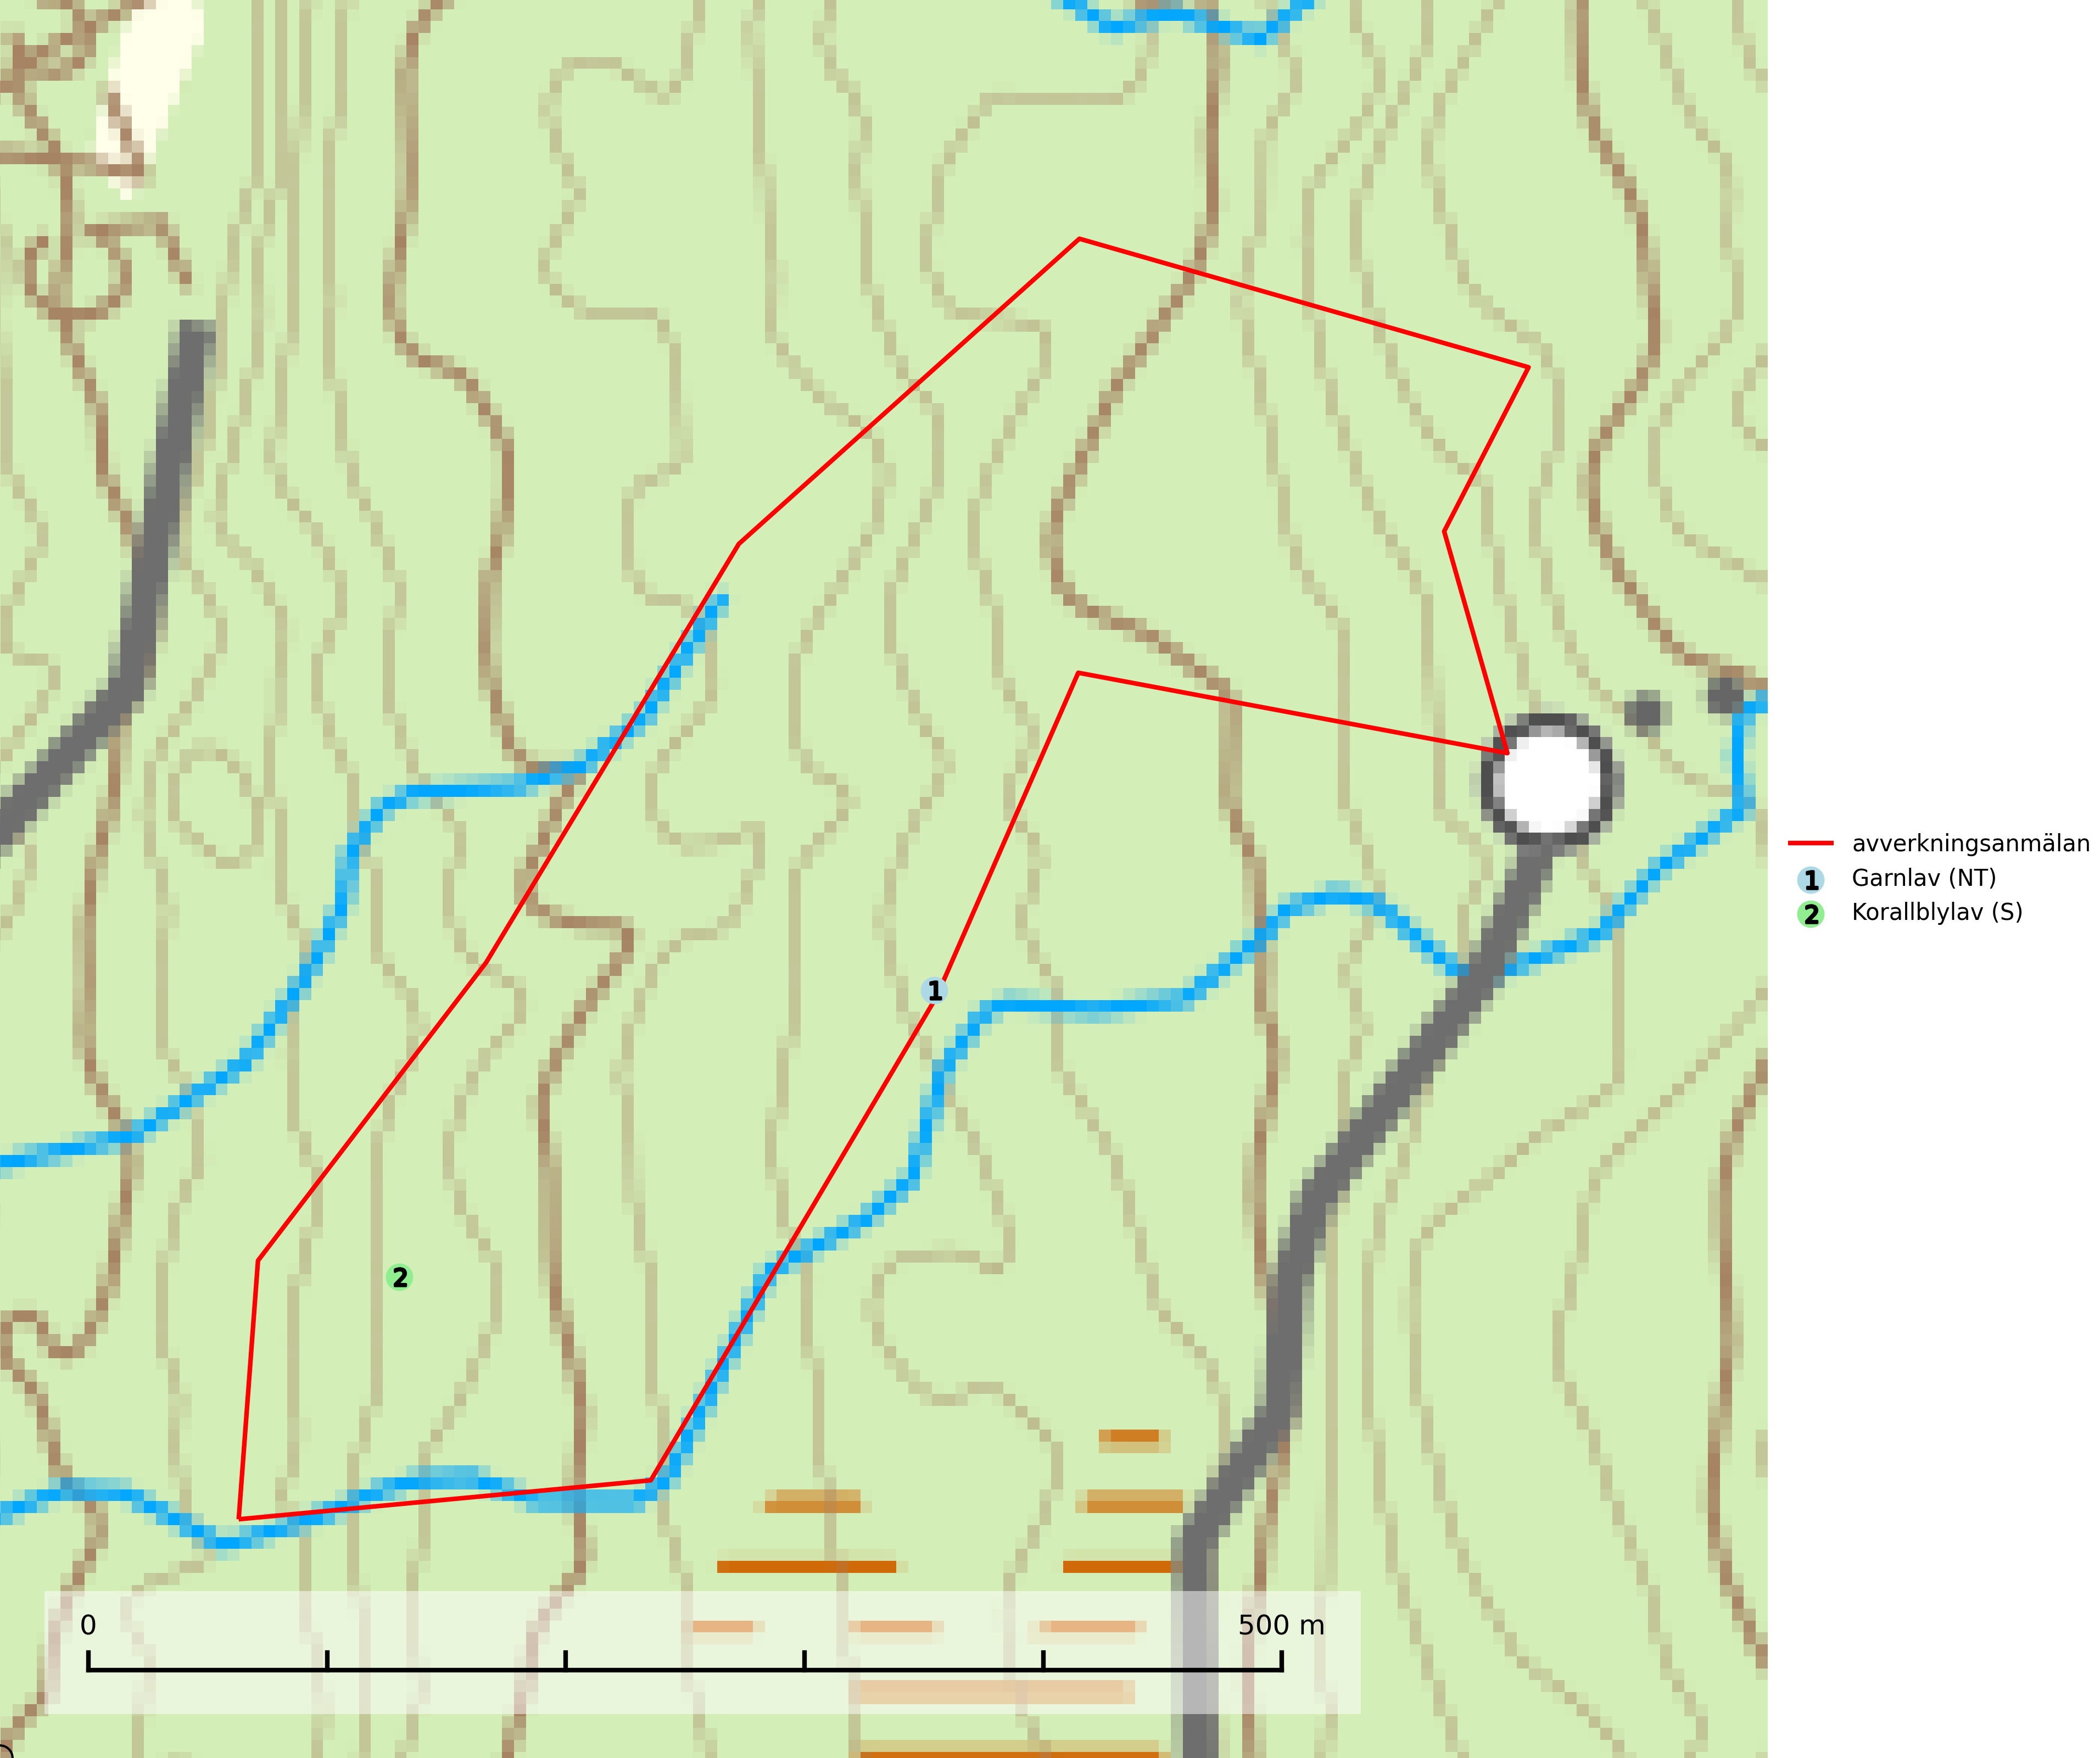 1
2
0
500 m
avverkningsanmälan
1 Garnlav (NT)
2 Korallblylav (S)